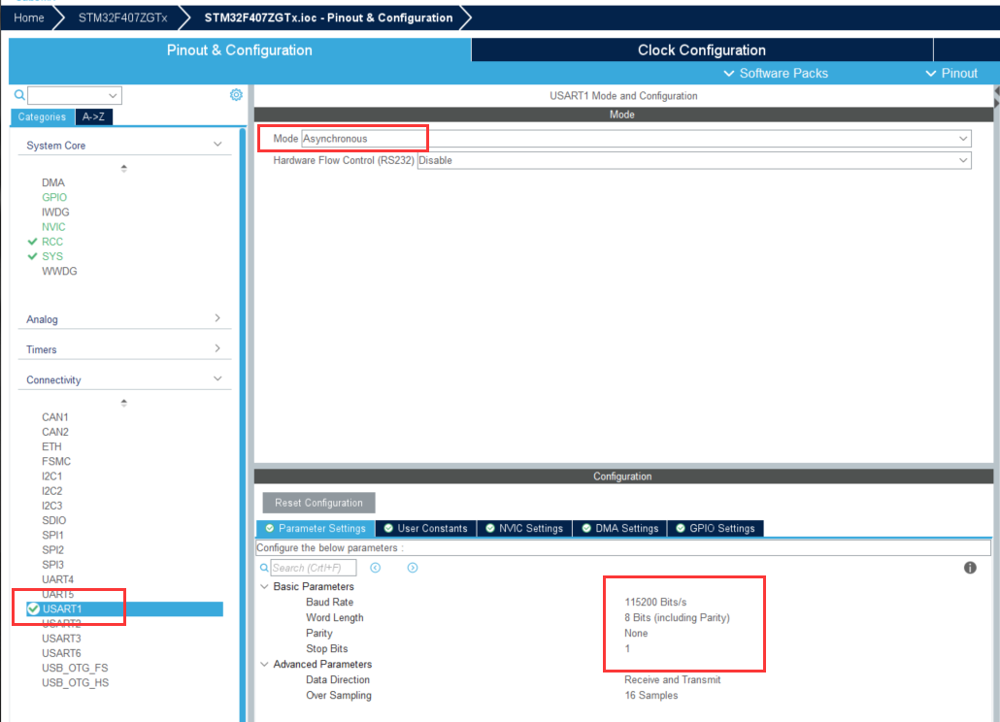 Home STM32F407ZGTx STM32F407ZGTx.ioc - Pinout & Configuration
Pinout & Configuration Clock Configuration
Software Packs Pinout
USART1 Mode and Configuration
Categories A->Z
Mode
System Core
Mode Asynchronous
Hardware Flow Control (RS232) Disable
DMA
GPIO
IWDG
NVIC
RCC
SYS
WWDG
Analog
Timers
Connectivity
CAN1
CAN2
ETH
FSMC
I2C1
I2C2
I2C3
SDIO
SPI1
SPI2
SPI3
UART4
UART5
USART1
USART2
USART3
USART6
USB_OTG_FS
USB_OTG_HS
Configuration
Reset Configuration
Parameter Settings User Constants NVIC Settings DMA Settings GPIO Settings
Configure the below parameters :
Search (Crtl+F)
Basic Parameters
Baud Rate 115200 Bits/s
Word Length 8 Bits (including Parity)
Parity None
Stop Bits 1
Advanced Parameters
Data Direction Receive and Transmit
Over Sampling 16 Samples